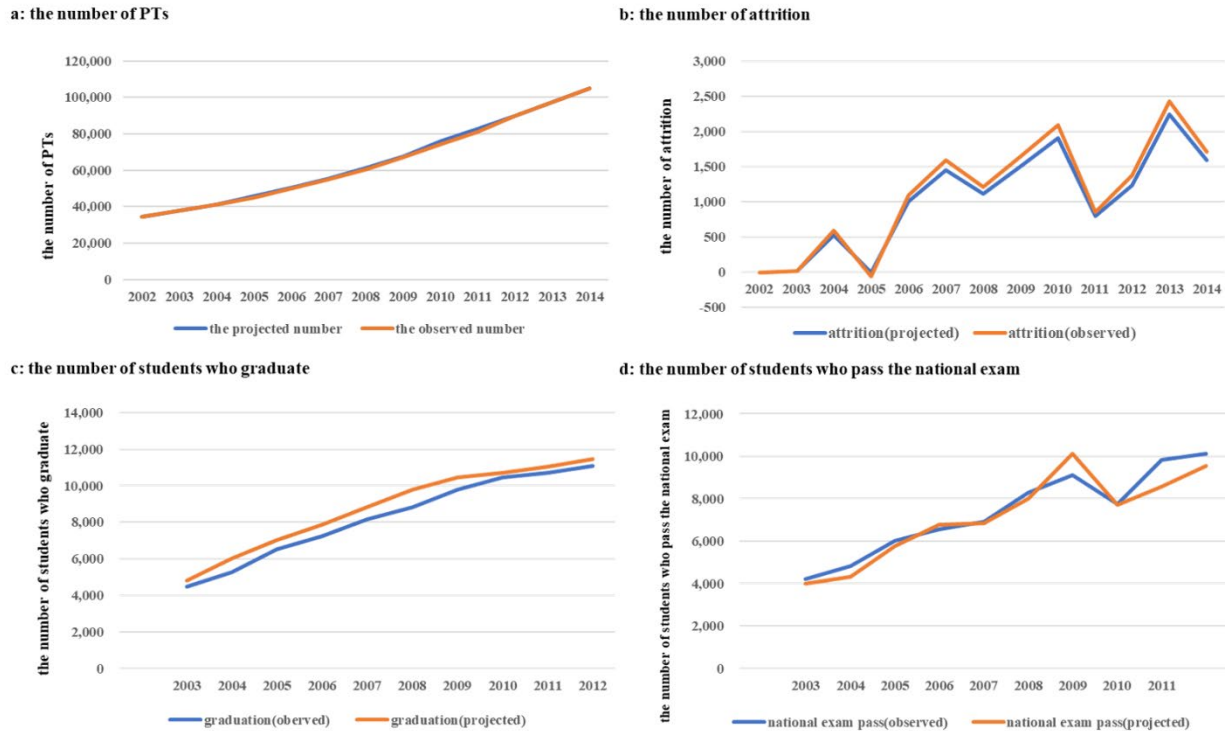 a: the number of PTs
the number of PTs
120,000
100,000
80,000
60,000
40,000
20,000
0
2002 2003 2004 2005 2006 2007 2008 2009 2010 2011 2012 2013 2014
the projected number the observed number
b: the number of attrition
the number of attrition
3,000
2,500
2,000
1,500
1,000
500
0
-500
2002 2003 2004 2005 2006 2007 2008 2009 2010 2011 2012 2013 2014
attrition(projected) attrition(observed)
c: the number of students who graduate
the number of students who graduate
14,000
12,000
10,000
8,000
6,000
4,000
2,000
0
2003 2004 2005 2006 2007 2008 2009 2010 2011 2012
graduation(oberved) graduation(projected)
d: the number of students who pass the national exam
the number of students who pass the national exam
12,000
10,000
8,000
6,000
4,000
2,000
0
2003 2004 2005 2006 2007 2008 2009 2010 2011
national exam pass(observed) national exam pass(projected)